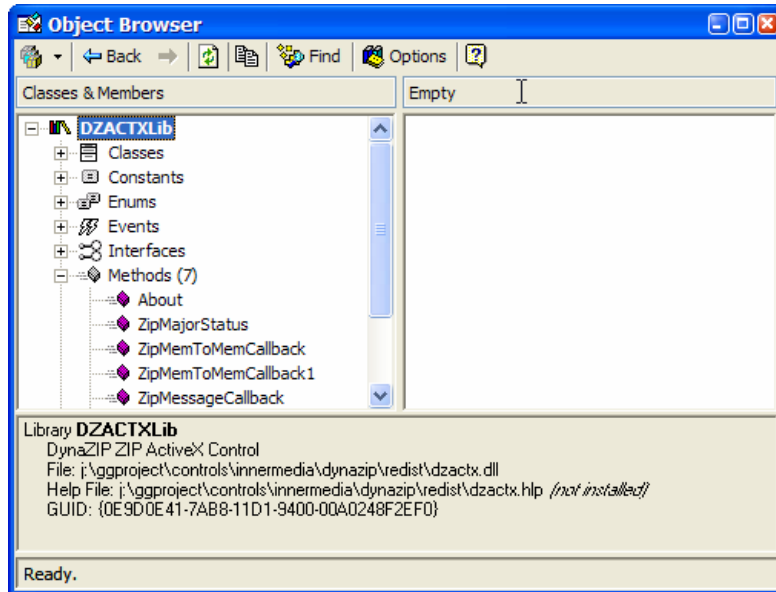 Object Browser
Back Find Options
Classes & Members
Empty
DZACTXLib
Classes
Constants
Enums
Events
Interfaces
Methods (7)
About
ZipMajorStatus
ZipMemToMemCallback
ZipMemToMemCallback1
ZipMessageCallback
Library DZACTXLib
DynaZIP ZIP ActiveX Control
File: j:\ggproject\controls\innermedia\dynazip\redist\dzactx.dll
Help File: j:\ggproject\controls\innermedia\dynazip\redist\dzactx.hlp (not installed)
GUID: {0E9D0E41-7AB8-11D1-9400-00A0248F2EF0}
Ready.